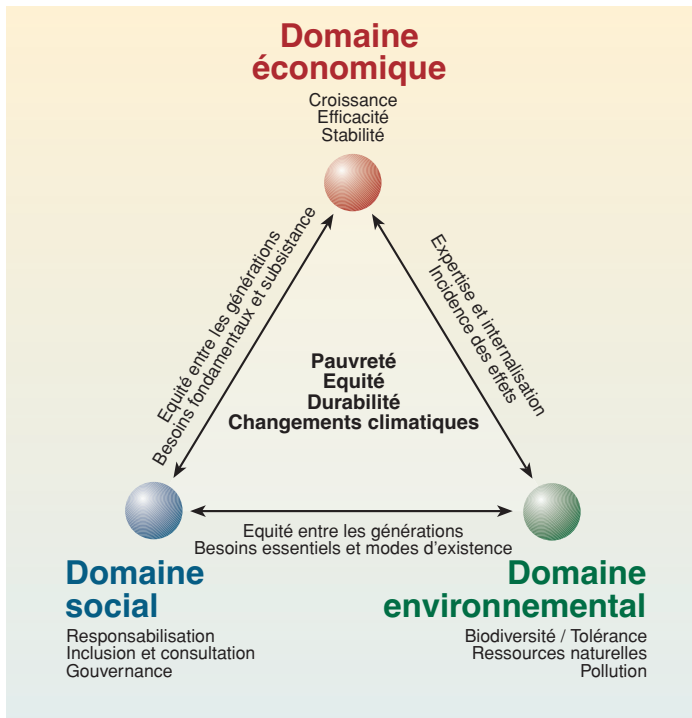 Domaine
économique
Croissance
Efficacité
Stabilité
Equité entre les générations
Besoins fondamentaux et subsistance
Expertise et internalisation
Incidence des effets
Pauvreté
Equité
Durabilité
Changements climatiques
Equité entre les générations
Besoins essentiels et modes d'existence
Domaine
social
Responsabilisation
Inclusion et consultation
Gouvernance
Domaine
environnemental
Biodiversité / Tolérance
Ressources naturelles
Pollution